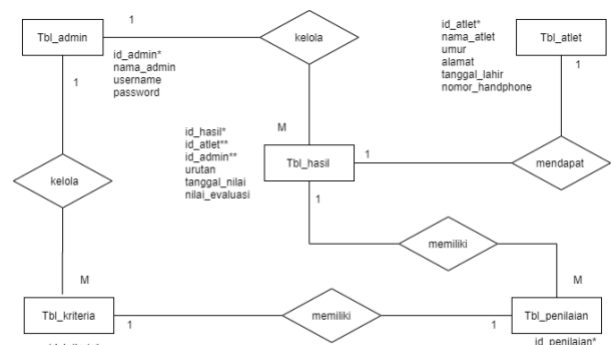 1
Tbl_admin
kelola
id_atlet*
nama_atlet
umur
alamat
tanggal_lahir
nomor_handphone
Tbl_atlet
1
id_admin*
nama_admin
username
password
1
M
id_hasil*
id_atlet**
id_admin**
urutan
tanggal_nilai
nilai_evaluasi
Tbl_hasil
1
mendapat
kelola
1
memiliki
M
M
Tbl_kriteria
1
memiliki
1
Tbl_penilaian
id_penilaian*